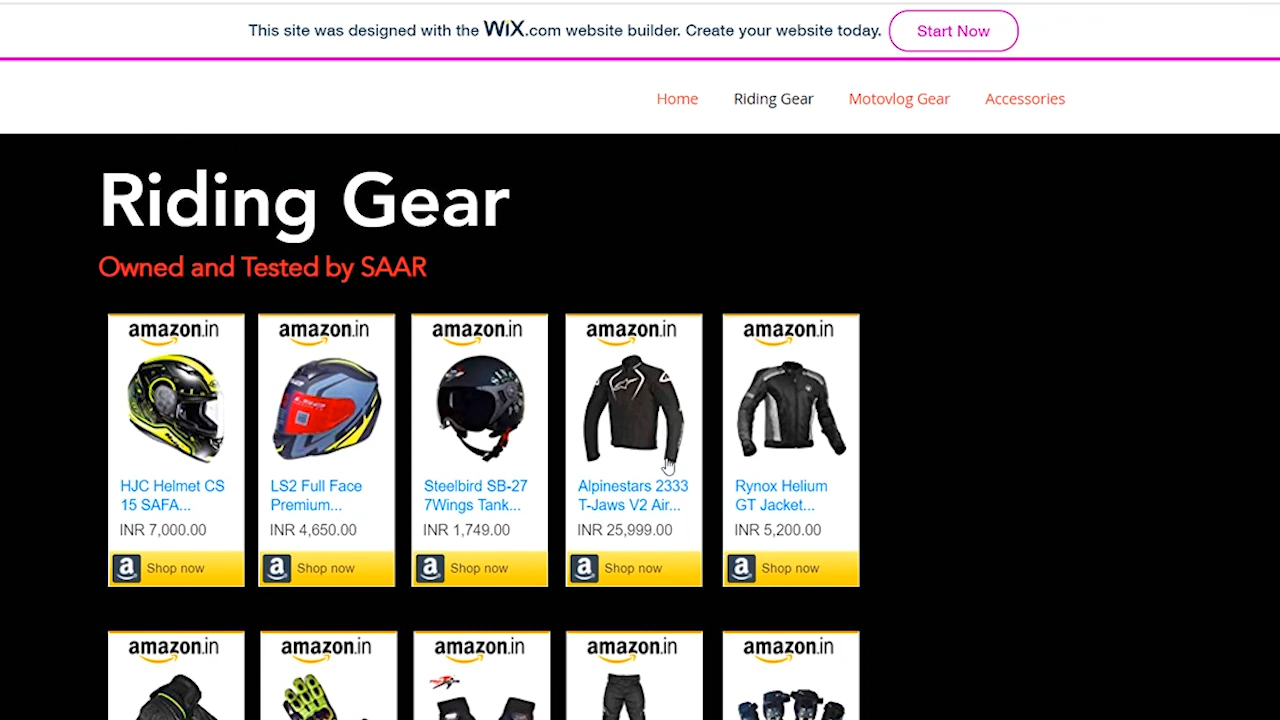 This site was designed with the WiX.com website builder. Create your website today.
Start Now
Home
Riding Gear
Motovlog Gear
Accessories
Riding Gear
Owned and Tested by SAAR
amazon.in
HJC Helmet CS
15 SAFA...
INR 7,000.00
a Shop now
amazon.in
LS2 Full Face
Premium...
INR 4,650.00
a Shop now
amazon.in
Steelbird SB-27
7Wings Tank...
INR 1,749.00
a Shop now
amazon.in
Alpinestars 2333
T-Jaws V2 Air...
INR 25,999.00
a Shop now
amazon.in
Rynox Helium
GT Jacket...
INR 5,200.00
a Shop now
amazon.in
amazon.in
amazon.in
amazon.in
amazon.in